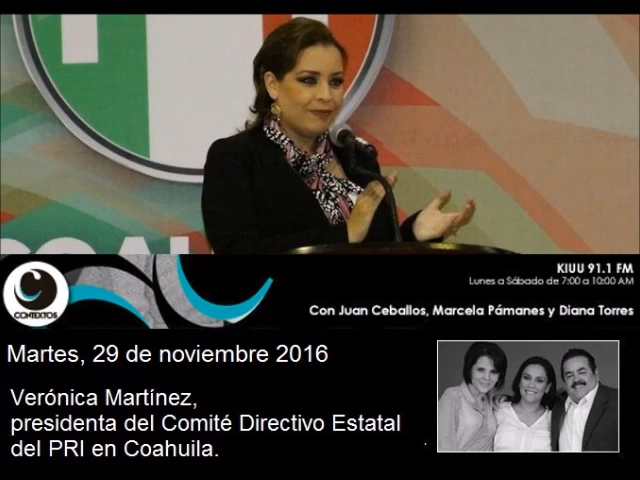 COAL
KIUU 91.1 FM
Lunes a Sábado de 7:00 a 10:00 AM
CONTEXTOS
Con Juan Ceballos, Marcela Pámanes y Diana Torres
Martes, 29 de noviembre 2016
Verónica Martínez,
presidenta del Comité Directivo Estatal
del PRI en Coahuila.